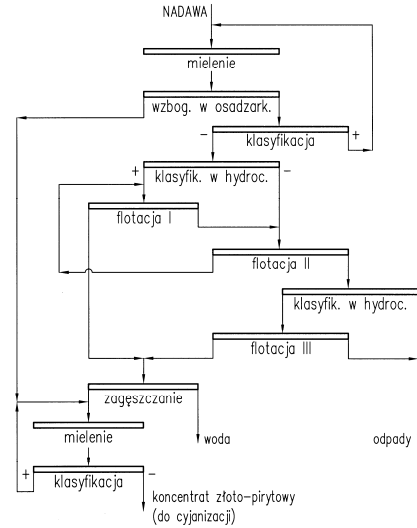 NADAWA
mielenie
wzbog. w osadzark.
− klasyfikacja +
+ klasyfik. w hydroc. −
flotacja I
flotacja II
klasyfik. w hydroc.
flotacja III
zagęszczanie
mielenie
woda
odpady
+ klasyfikacja −
koncentrat złoto-pirytowy
(do cyjanizacji)